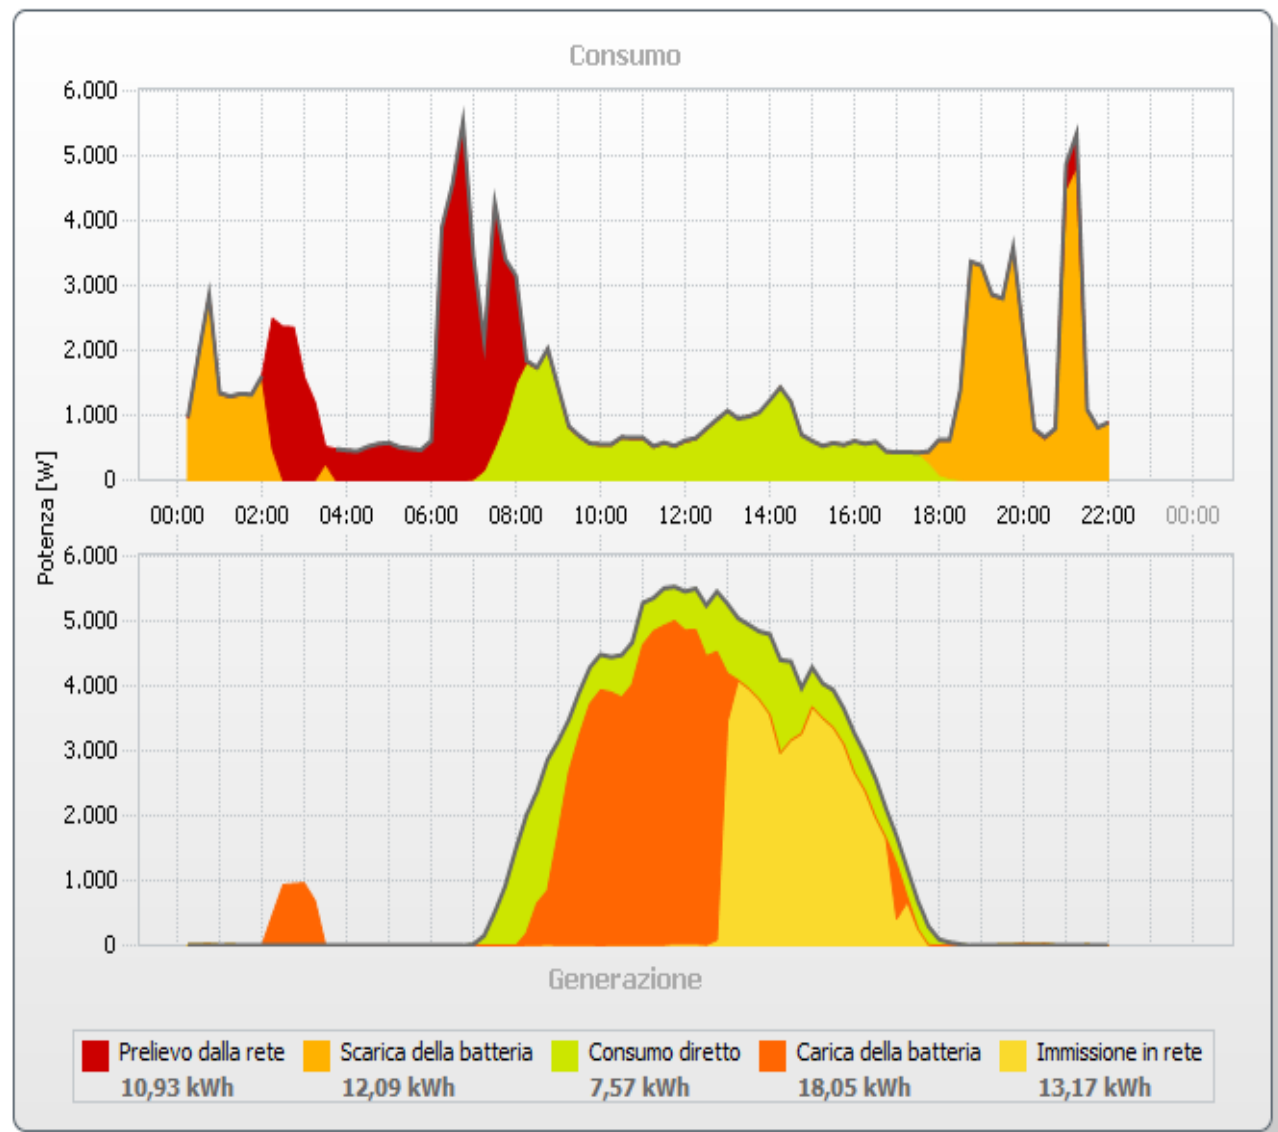 Consumo
6.000
5.000
4.000
3.000
2.000
1.000
0
00:00 02:00 04:00 06:00 08:00 10:00 12:00 14:00 16:00 18:00 20:00 22:00 00:00
Potenza [W]
6.000
5.000
4.000
3.000
2.000
1.000
0
Generazione
Prelievo dalla rete Scarica della batteria Consumo diretto Carica della batteria Immissione in rete
10,93 kWh 12,09 kWh 7,57 kWh 18,05 kWh 13,17 kWh